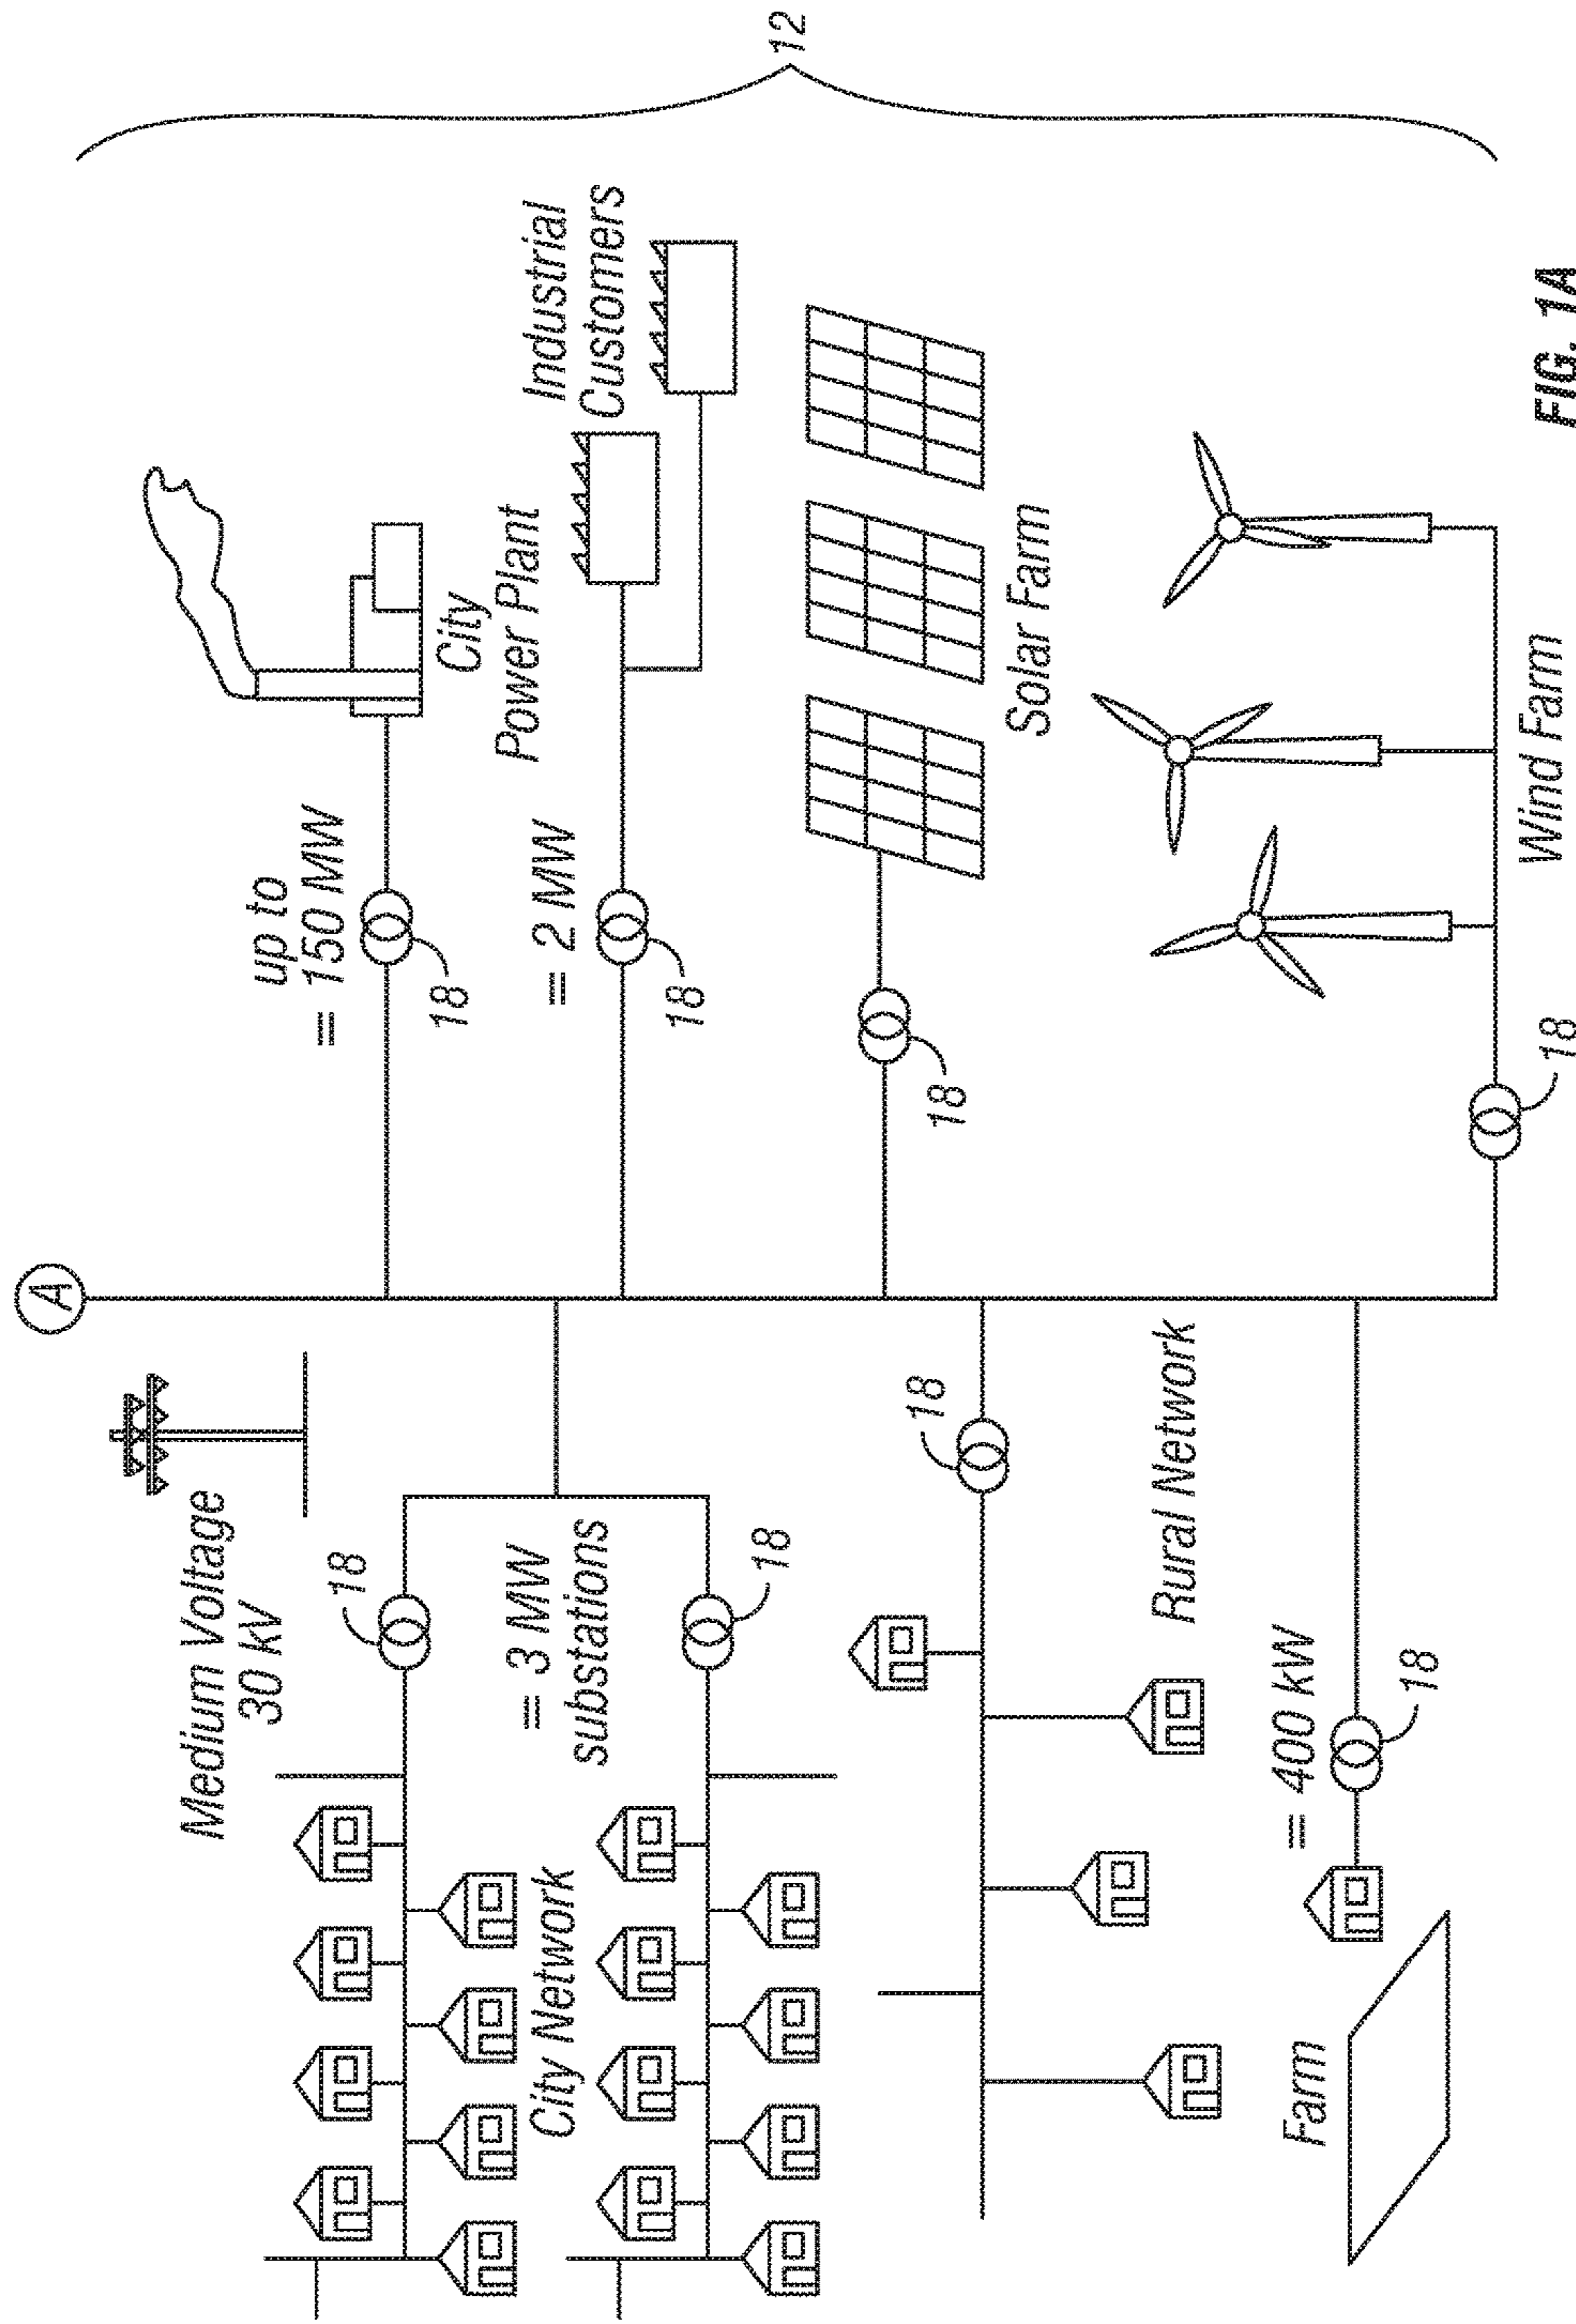 A
Medium Voltage
30 kV
18
City Network
= 3 MW
substations
18
18
Rural Network
Farm
= 400 kW
18
up to
= 150 MW
18
City
Power Plant
= 2 MW
18
Industrial
Customers
18
Solar Farm
Wind Farm
18
12
FIG. 1A